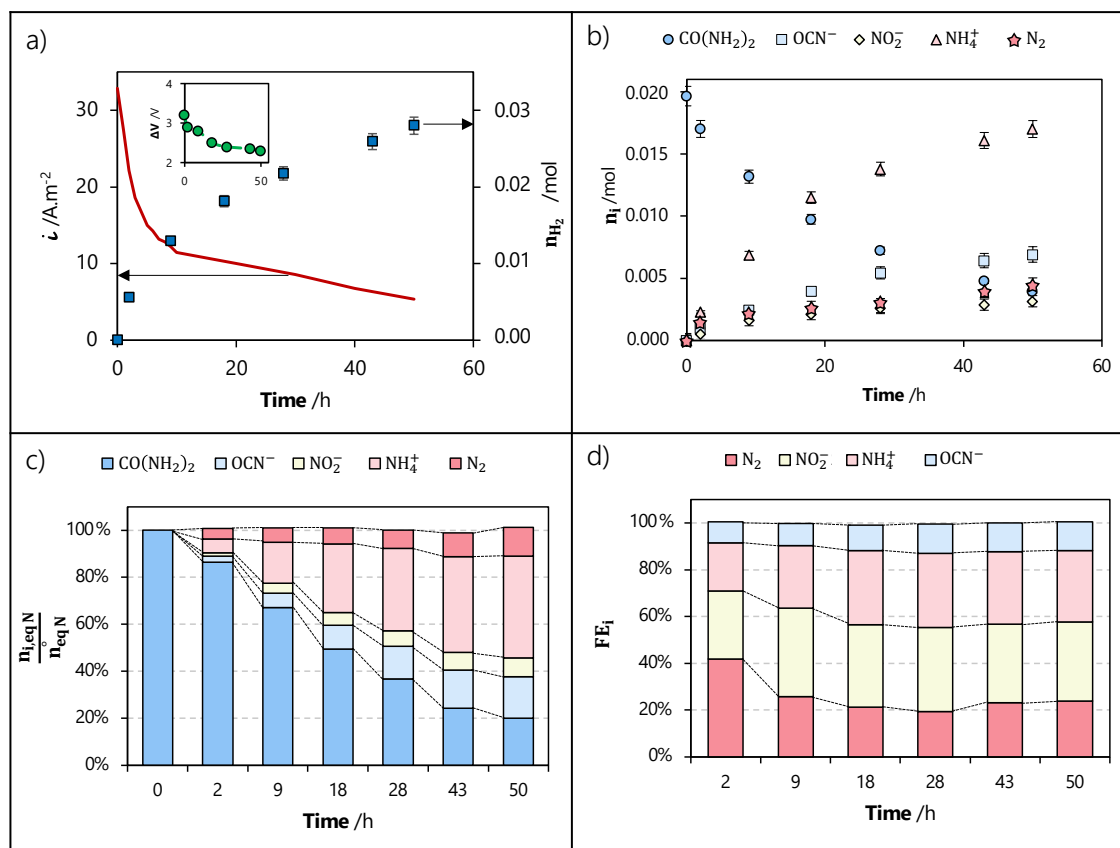 a)
4
3
2
ΔV /V
0 50
30
20
10
0
i /A.m⁻²
0.03
0.02
0.01
0.00
n_H₂ /mol
0 20 40 60
Time /h
b)
CO(NH₂)₂ OCN⁻ NO₂⁻ NH₄⁺ N₂
0.020
0.015
0.010
0.005
0.000
nᵢ /mol
0 20 40 60
Time /h
c)
CO(NH₂)₂ OCN⁻ NO₂⁻ NH₄⁺ N₂
100%
80%
60%
40%
20%
0%
n_i,eq N
n°_eq N
0 2 9 18 28 43 50
Time /h
d)
N₂ NO₂⁻ NH₄⁺ OCN⁻
100%
80%
60%
40%
20%
0%
FEᵢ
2 9 18 28 43 50
Time /h